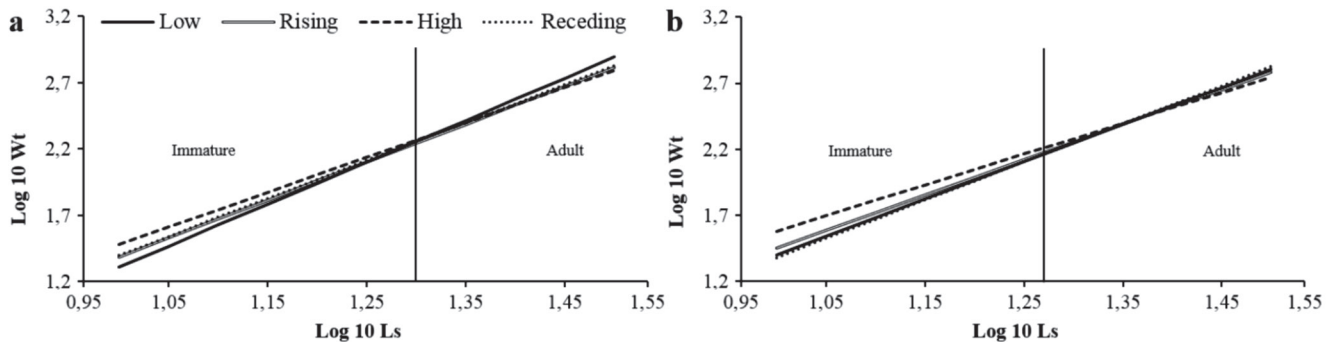 a Low Rising High Receding
3,2
2,7
2,2
1,7
1,2
Log 10 Wt
Immature Adult
0,95 1,05 1,15 1,25 1,35 1,45 1,55
Log 10 Ls
b
3,2
2,7
2,2
1,7
1,2
Log 10 Wt
Immature Adult
0,95 1,05 1,15 1,25 1,35 1,45 1,55
Log 10 Ls